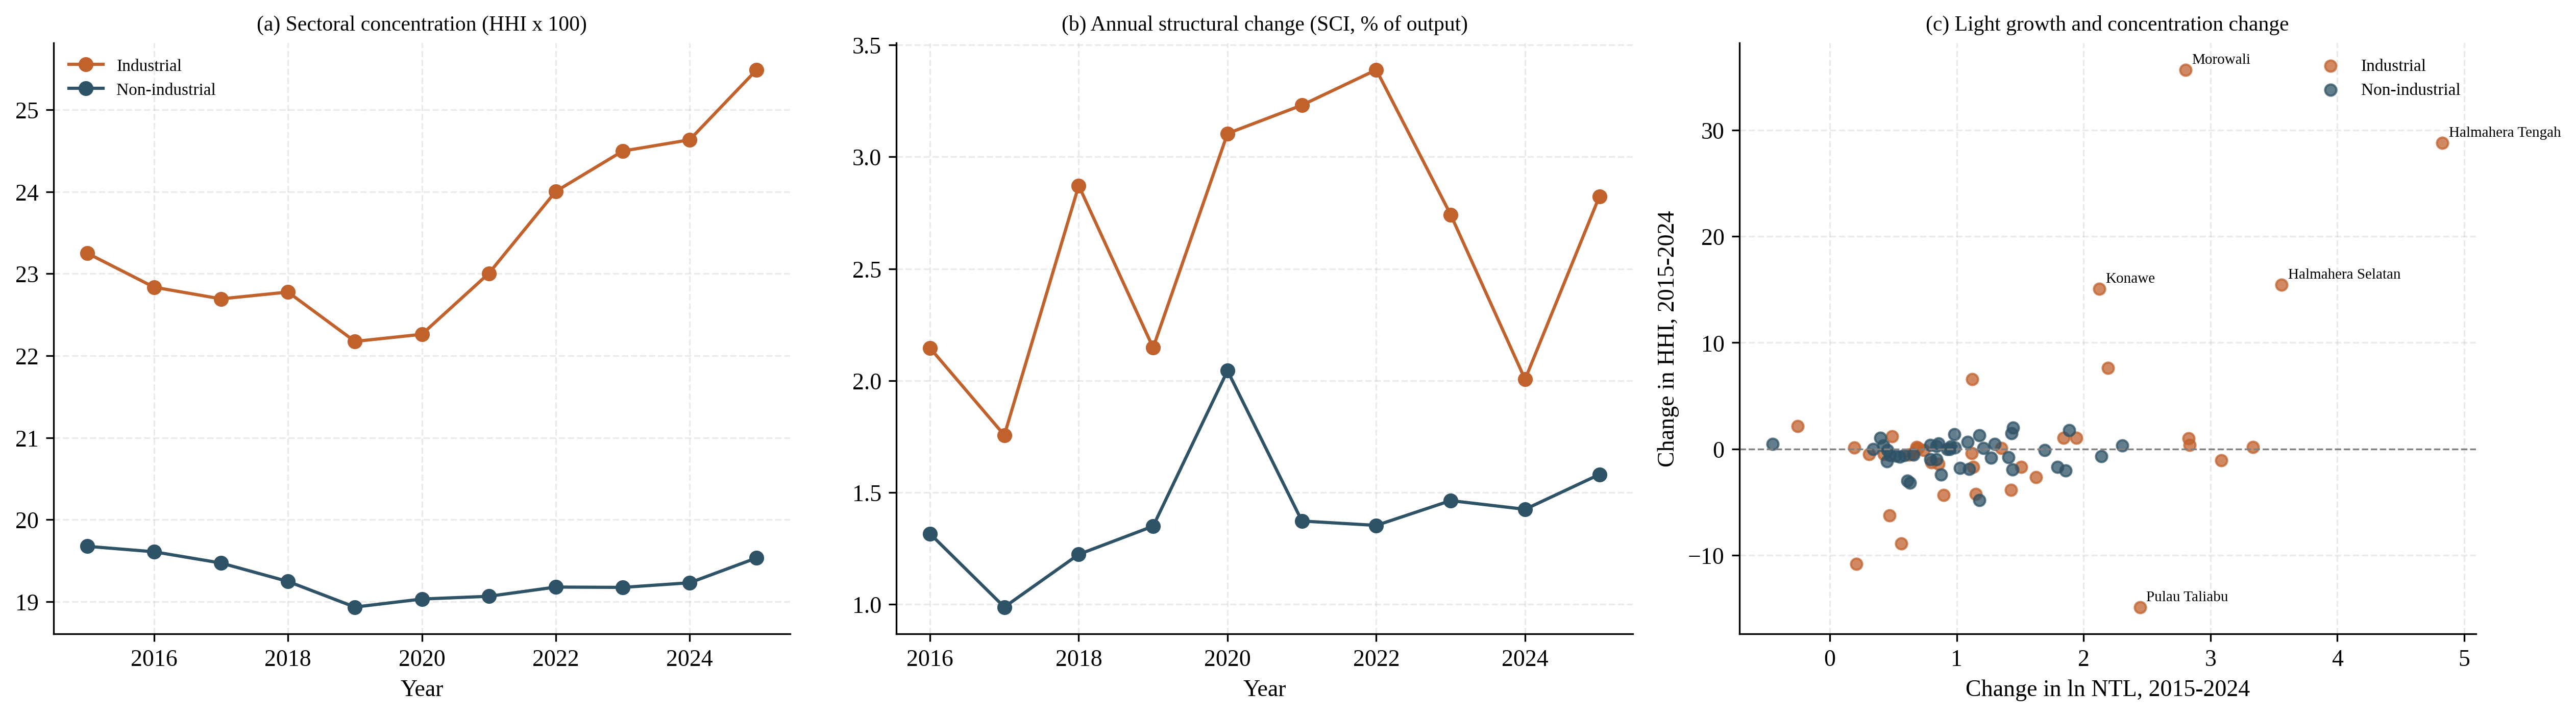 (a) Sectoral concentration (HHI x 100)
Industrial
Non-industrial
25
24
23
22
21
20
19
2016
2018
2020
2022
2024
Year
(b) Annual structural change (SCI, % of output)
3.5
3.0
2.5
2.0
1.5
1.0
2016
2018
2020
2022
2024
Year
(c) Light growth and concentration change
Morowali
Industrial
Non-industrial
Halmahera Tengah
Konawe
Halmahera Selatan
Pulau Taliabu
Change in HHI, 2015-2024
30
20
10
0
−10
0
1
2
3
4
5
Change in ln NTL, 2015-2024